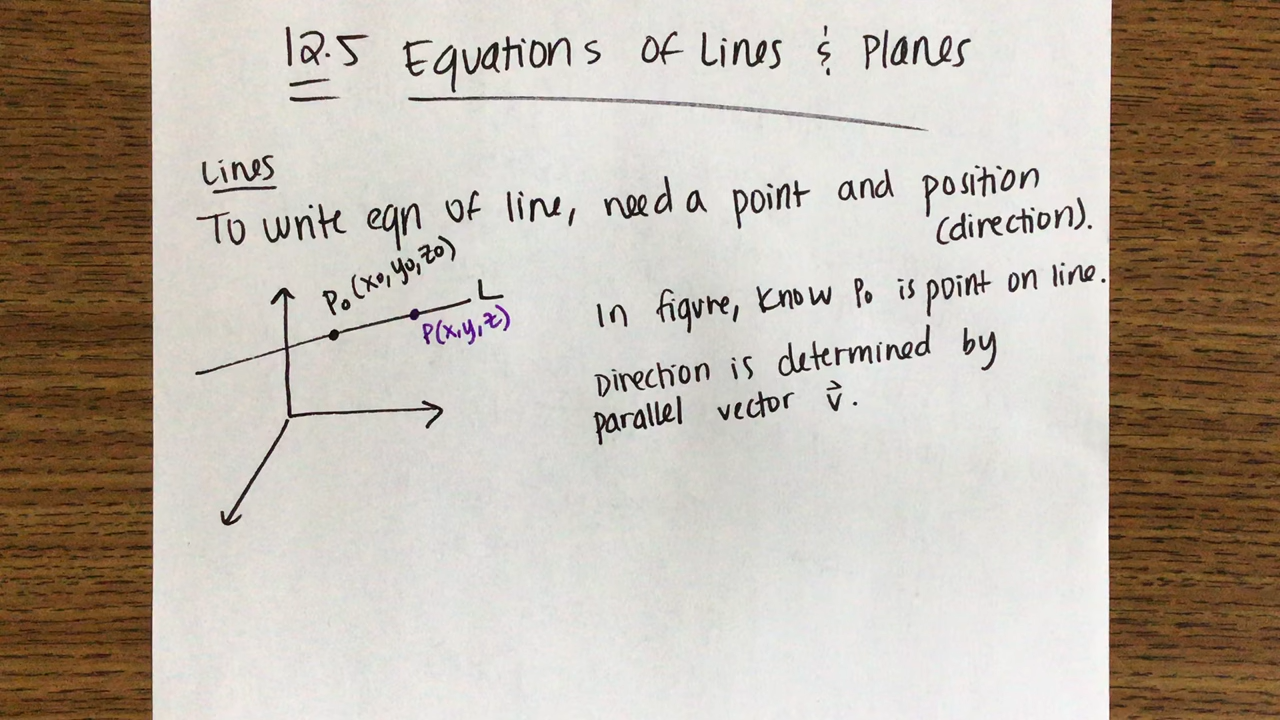 12.5 Equations of Lines & Planes
Lines
To write eqn of line, need a point and position
(direction).
P₀(x₀,y₀,z₀)
L
P(x,y,z)
In figure, know P₀ is point on line.
Direction is determined by
parallel vector v⃗.